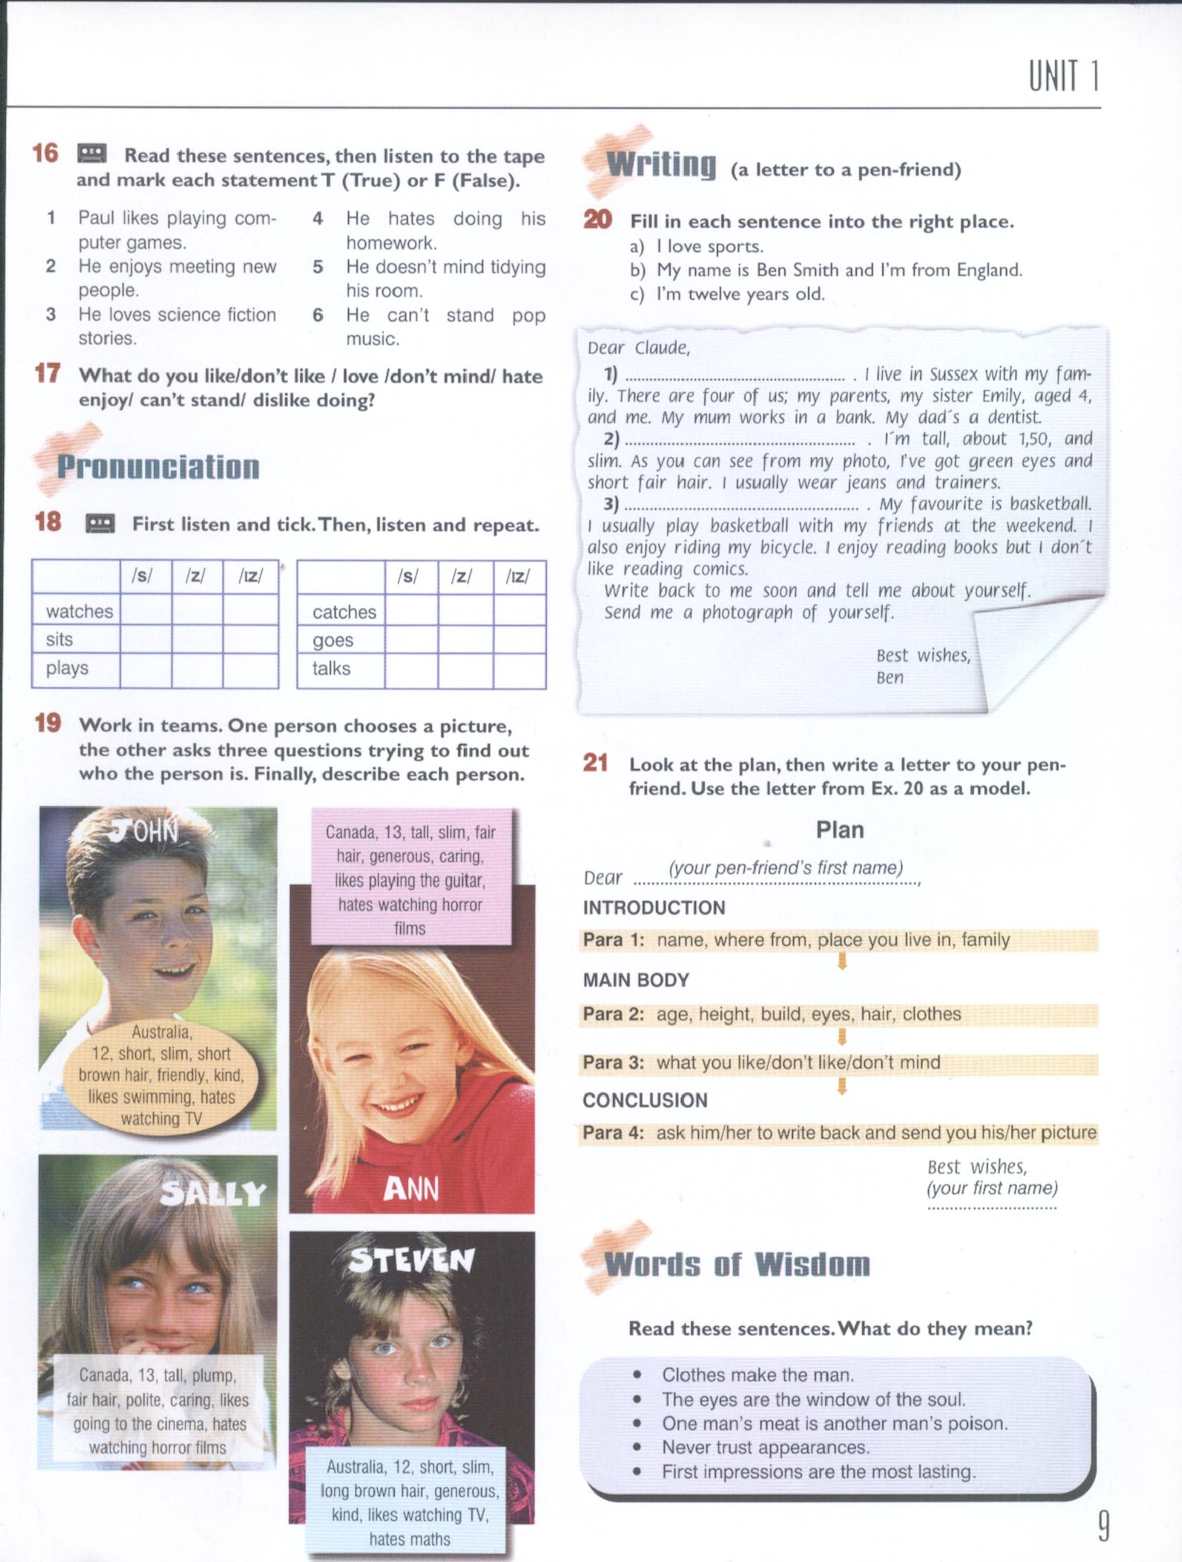 UNIT 1
16 Read these sentences, then listen to the tape
and mark each statement T (True) or F (False).
1 Paul likes playing com-
puter games.
2 He enjoys meeting new
people.
3 He loves science fiction
stories.
4 He hates doing his
homework.
5 He doesn't mind tidying
his room.
6 He can't stand pop
music.
17 What do you like/don't like / love /don't mind/ hate
enjoy/ can't stand/ dislike doing?
Pronunciation
18 First listen and tick. Then, listen and repeat.
/s/ /z/ /ɪz/
watches
sits
plays
/s/ /z/ /ɪz/
catches
goes
talks
19 Work in teams. One person chooses a picture,
the other asks three questions trying to find out
who the person is. Finally, describe each person.
JOHN
Australia,
12, short, slim, short
brown hair, friendly, kind,
likes swimming, hates
watching TV
Canada, 13, tall, slim, fair
hair, generous, caring,
likes playing the guitar,
hates watching horror
films
ANN
SALLY
Canada, 13, tall, plump,
fair hair, polite, caring, likes
going to the cinema, hates
watching horror films
STEVEN
Australia, 12, short, slim,
long brown hair, generous,
kind, likes watching TV,
hates maths
Writing (a letter to a pen-friend)
20 Fill in each sentence into the right place.
a) I love sports.
b) My name is Ben Smith and I'm from England.
c) I'm twelve years old.
Dear Claude,
1) ................................................ . I live in Sussex with my fam-
ily. There are four of us; my parents, my sister Emily, aged 4,
and me. My mum works in a bank. My dad´s a dentist.
2) ................................................ . I´m tall, about 1,50, and
slim. As you can see from my photo, I've got green eyes and
short fair hair. I usually wear jeans and trainers.
3) ................................................ . My favourite is basketball.
I usually play basketball with my friends at the weekend. I
also enjoy riding my bicycle. I enjoy reading books but I don´t
like reading comics.
Write back to me soon and tell me about yourself.
Send me a photograph of yourself.
Best wishes,
Ben
21 Look at the plan, then write a letter to your pen-
friend. Use the letter from Ex. 20 as a model.
Plan
Dear (your pen-friend's first name) ,
INTRODUCTION
Para 1: name, where from, place you live in, family
MAIN BODY
Para 2: age, height, build, eyes, hair, clothes
Para 3: what you like/don't like/don't mind
CONCLUSION
Para 4: ask him/her to write back and send you his/her picture
Best wishes,
(your first name)
Words of Wisdom
Read these sentences. What do they mean?
• Clothes make the man.
• The eyes are the window of the soul.
• One man's meat is another man's poison.
• Never trust appearances.
• First impressions are the most lasting.
9